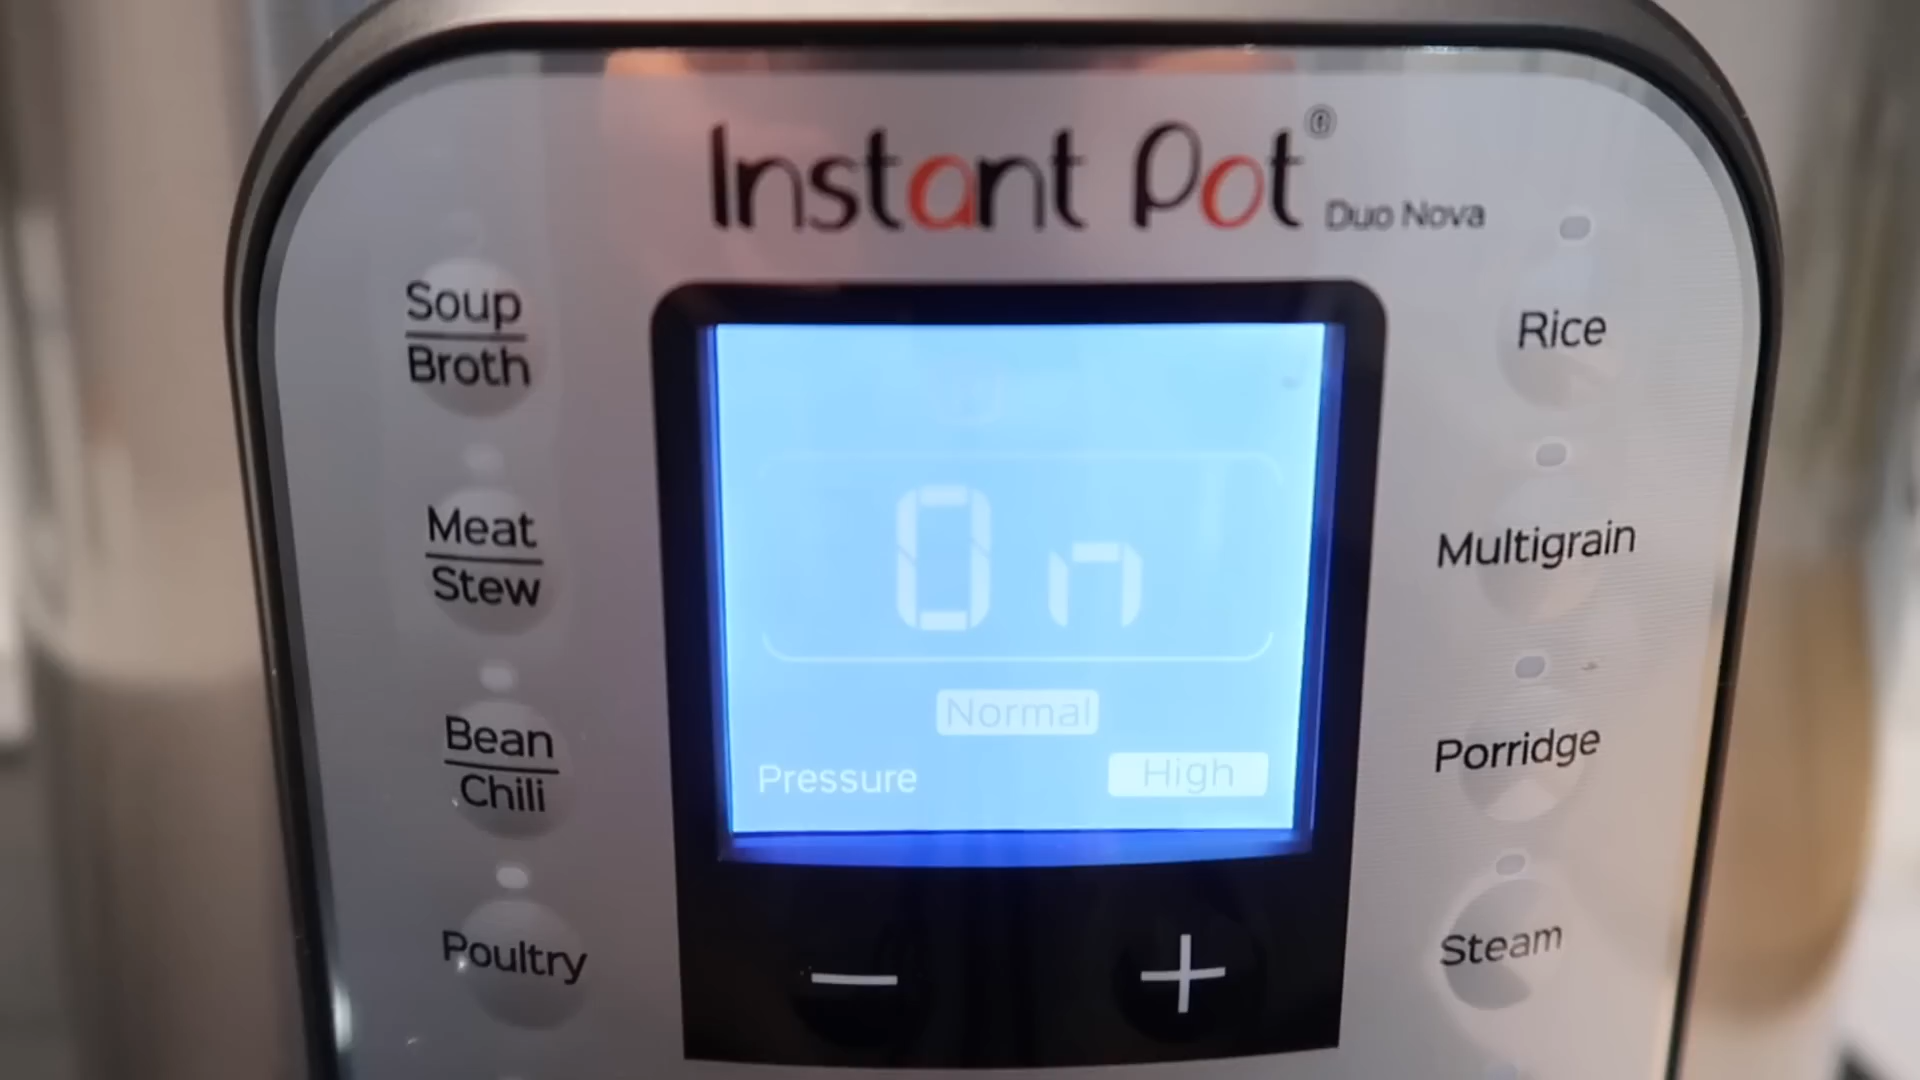 Instant Pot®
Duo Nova
Soup
Broth
Meat
Stew
Bean
Chili
Poultry
On
Normal
Pressure
High
− +
Rice
Multigrain
Porridge
Steam